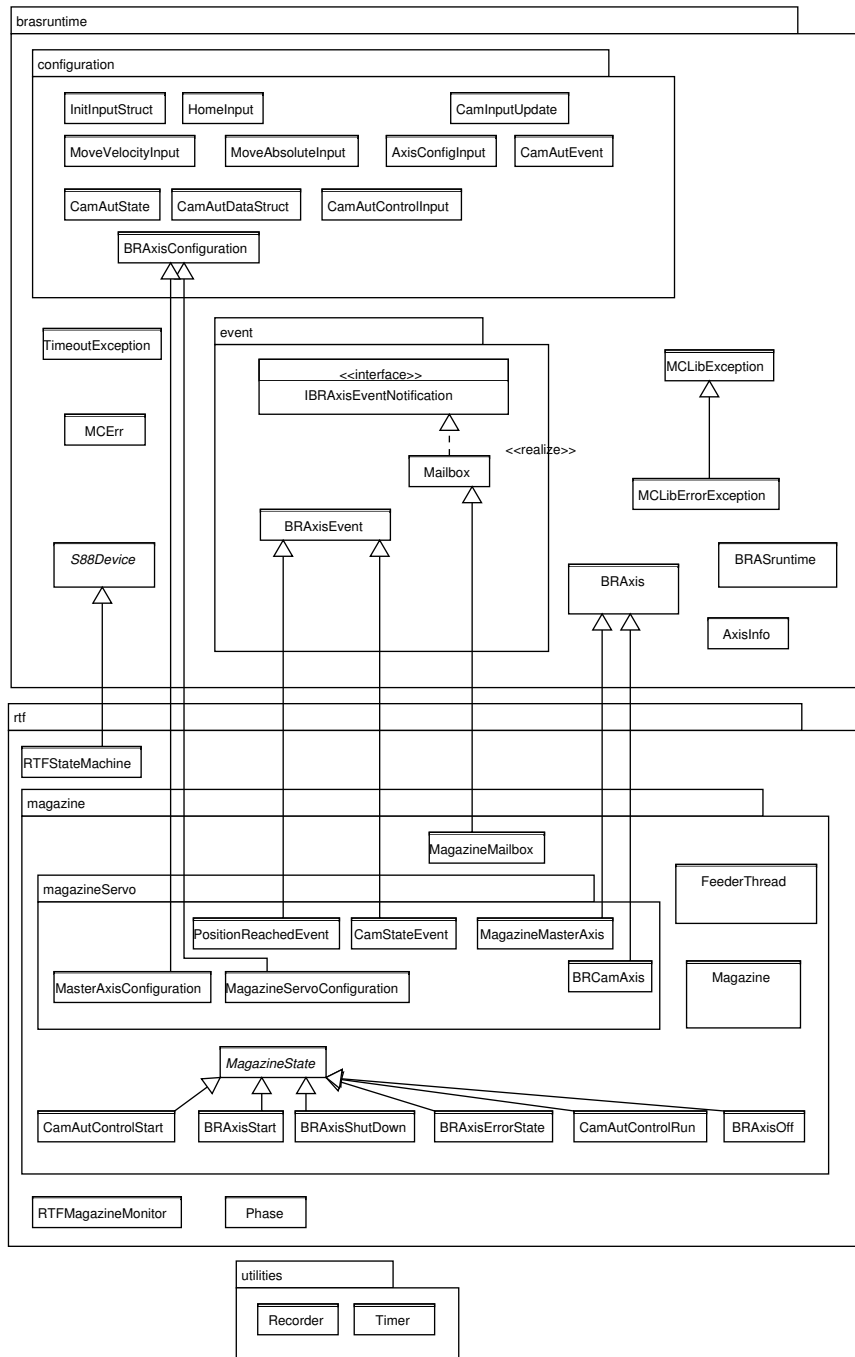 brasruntime
configuration
InitInputStruct
HomeInput
CamInputUpdate
MoveVelocityInput
MoveAbsoluteInput
AxisConfigInput
CamAutEvent
CamAutState
CamAutDataStruct
CamAutControlInput
BRAxisConfiguration
TimeoutException
event
<<interface>>
IBRAxisEventNotification
MCLibException
MCErr
<<realize>>
Mailbox
MCLibErrorException
BRAxisEvent
S88Device
BRAxis
BRASruntime
AxisInfo
rtf
RTFStateMachine
magazine
MagazineMailbox
FeederThread
magazineServo
PositionReachedEvent
CamStateEvent
MagazineMasterAxis
MasterAxisConfiguration
MagazineServoConfiguration
BRCamAxis
Magazine
MagazineState
CamAutControlStart
BRAxisStart
BRAxisShutDown
BRAxisErrorState
CamAutControlRun
BRAxisOff
RTFMagazineMonitor
Phase
utilities
Recorder
Timer